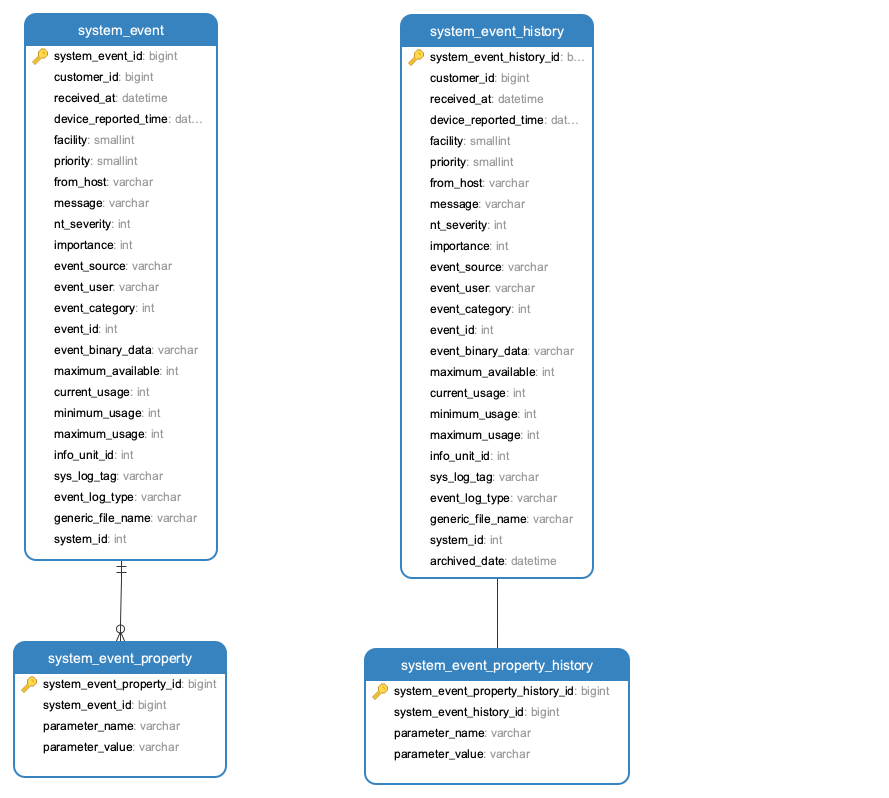 system_event
system_event_id: bigint
customer_id: bigint
received_at: datetime
device_reported_time: dat...
facility: smallint
priority: smallint
from_host: varchar
message: varchar
nt_severity: int
importance: int
event_source: varchar
event_user: varchar
event_category: int
event_id: int
event_binary_data: varchar
maximum_available: int
current_usage: int
minimum_usage: int
maximum_usage: int
info_unit_id: int
sys_log_tag: varchar
event_log_type: varchar
generic_file_name: varchar
system_id: int
system_event_history
system_event_history_id: b...
customer_id: bigint
received_at: datetime
device_reported_time: dat...
facility: smallint
priority: smallint
from_host: varchar
message: varchar
nt_severity: int
importance: int
event_source: varchar
event_user: varchar
event_category: int
event_id: int
event_binary_data: varchar
maximum_available: int
current_usage: int
minimum_usage: int
maximum_usage: int
info_unit_id: int
sys_log_tag: varchar
event_log_type: varchar
generic_file_name: varchar
system_id: int
archived_date: datetime
system_event_property
system_event_property_id: bigint
system_event_id: bigint
parameter_name: varchar
parameter_value: varchar
system_event_property_history
system_event_property_history_id: bigint
system_event_history_id: bigint
parameter_name: varchar
parameter_value: varchar